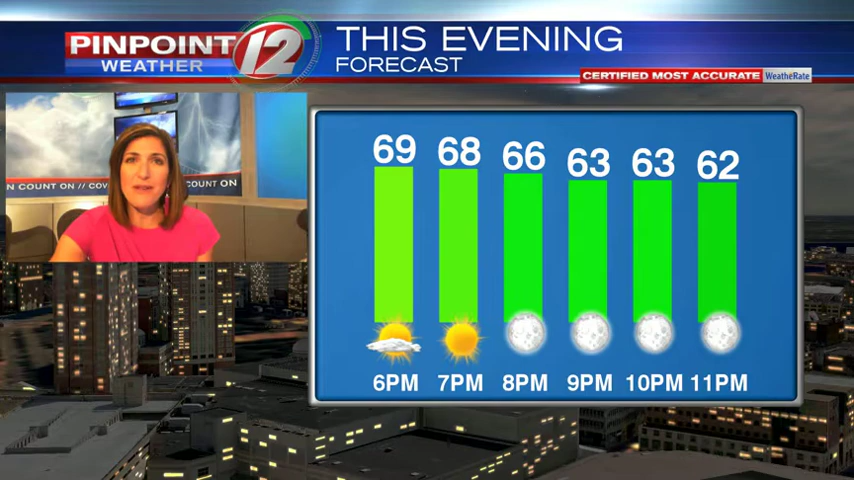 PINPOINT 12
WEATHER
THIS EVENING
FORECAST
CERTIFIED MOST ACCURATE WeatheRate
N COUNT ON // COV
COUNT ON
69 68 66 63 63 62
6PM 7PM 8PM 9PM 10PM 11PM